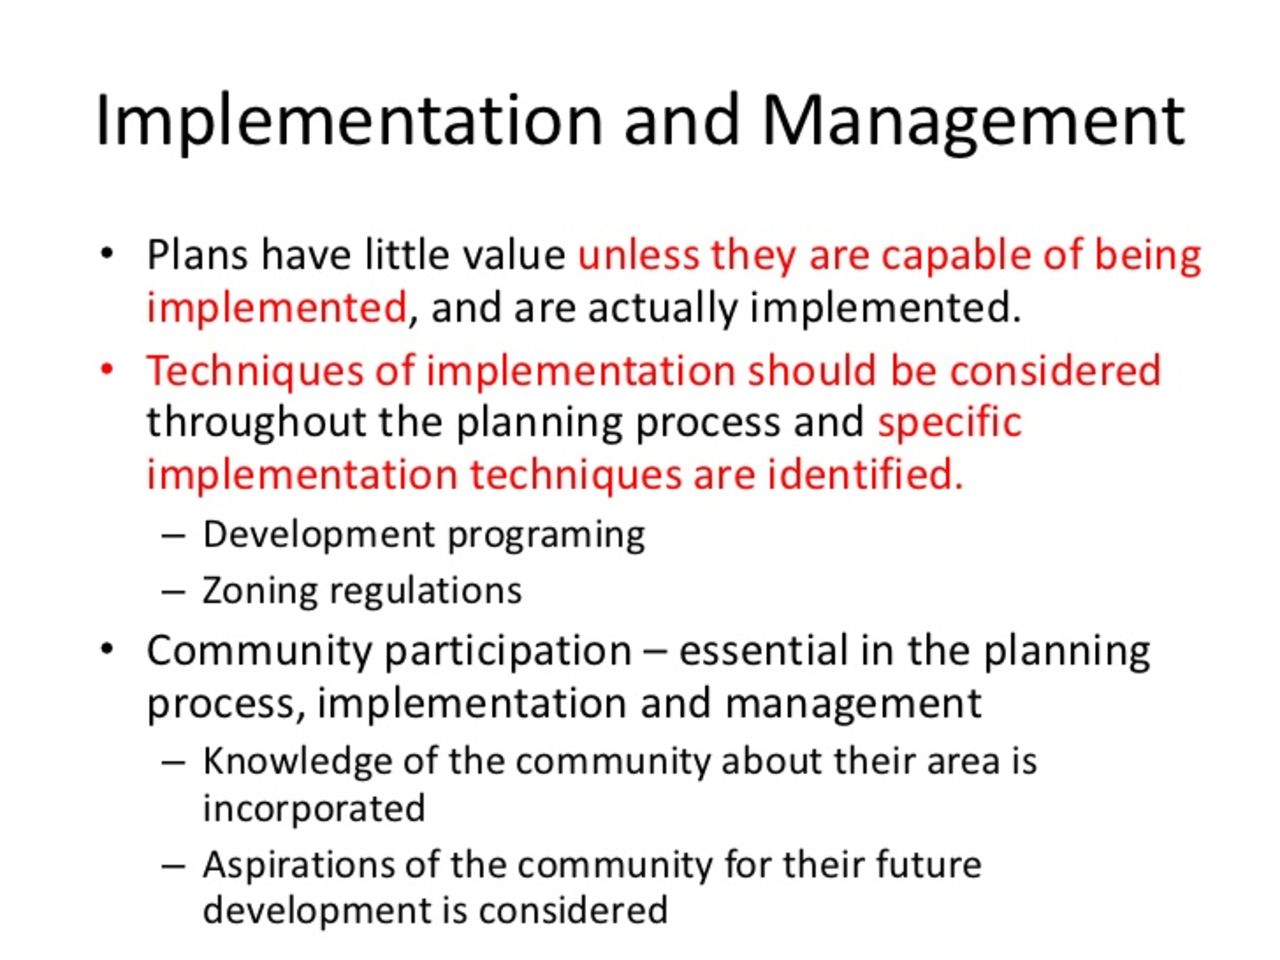 Implementation and Management
• Plans have little value unless they are capable of being
implemented, and are actually implemented.
• Techniques of implementation should be considered
throughout the planning process and specific
implementation techniques are identified.
– Development programing
– Zoning regulations
• Community participation – essential in the planning
process, implementation and management
– Knowledge of the community about their area is
incorporated
– Aspirations of the community for their future
development is considered